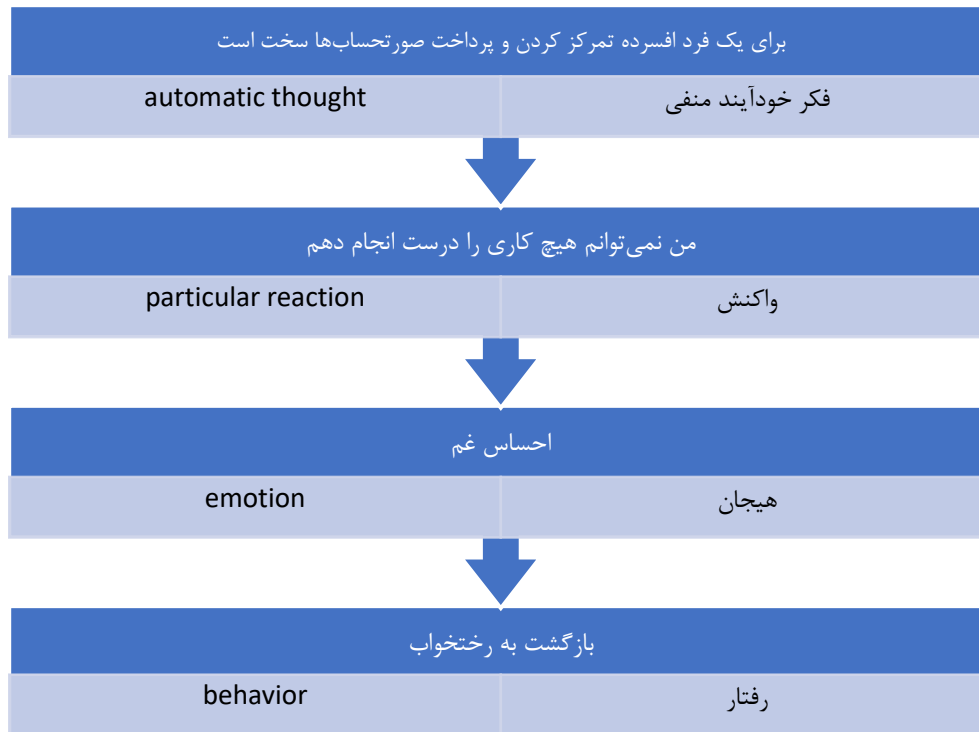 برای یک فرد افسرده تمرکز کردن و پرداخت صورتحساب‌ها سخت است
فکر خودآیند منفی
automatic thought
من نمی‌توانم هیچ کاری را درست انجام دهم
واکنش
particular reaction
احساس غم
هیجان
emotion
بازگشت به رختخواب
رفتار
behavior